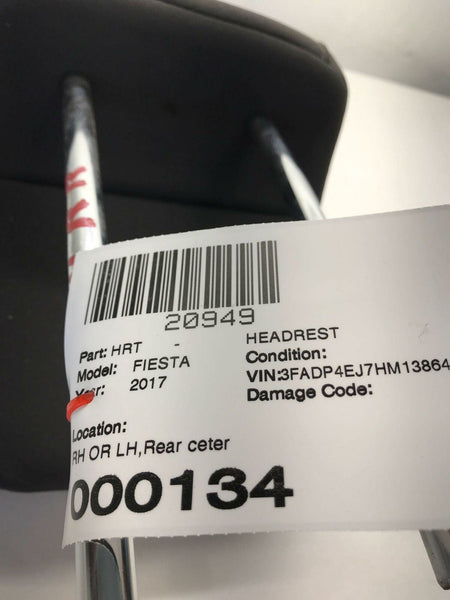 20949
Part: HRT - HEADREST
Model: FIESTA Condition:
Year: 2017 VIN:3FADP4EJ7HM13864
Damage Code:
Location:
RH OR LH,Rear ceter
000134